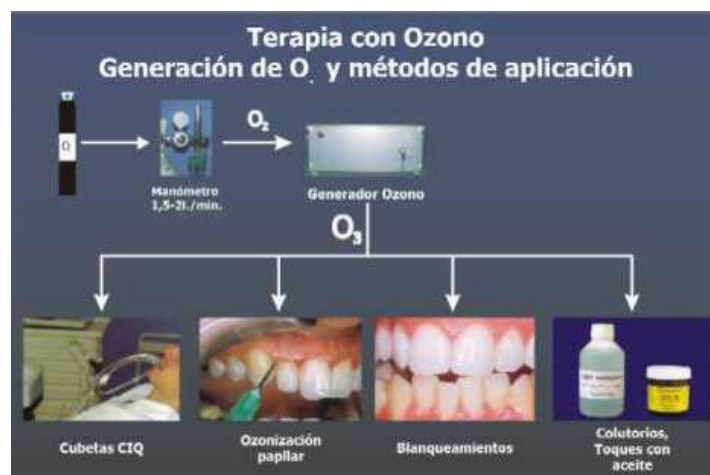 Terapia con Ozono
Generación de O. y métodos de aplicación
O
O₂
Manómetro
1,5-2l./min.
Generador Ozono
O₃
Cubetas CIQ
Ozonización
papllar
Blanqueamientos
Colutorios,
Toques con
aceite